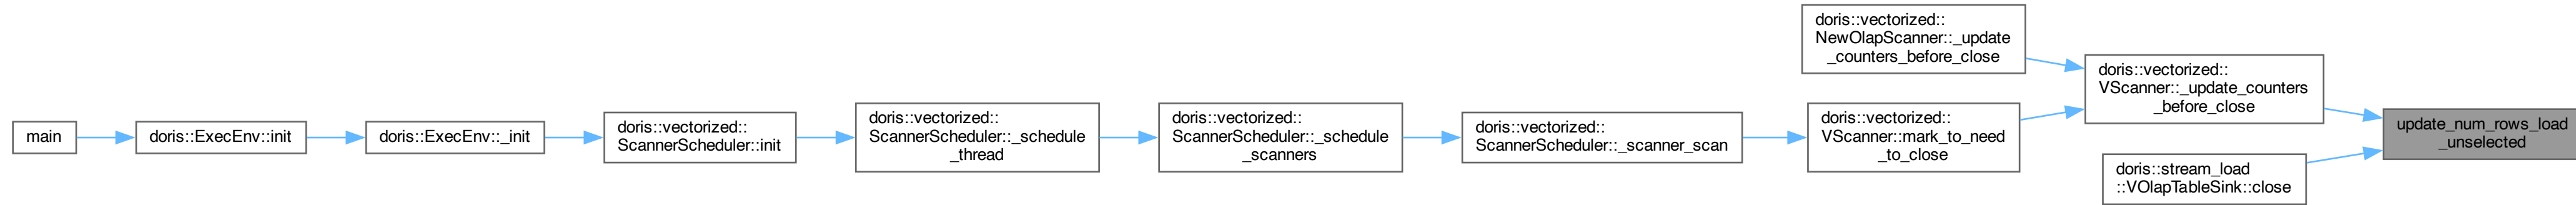 main
doris::ExecEnv::init
doris::ExecEnv::_init
doris::vectorized::
ScannerScheduler::init
doris::vectorized::
ScannerScheduler::_schedule
_thread
doris::vectorized::
ScannerScheduler::_schedule
_scanners
doris::vectorized::
ScannerScheduler::_scanner_scan
doris::vectorized::
NewOlapScanner::_update
_counters_before_close
doris::vectorized::
VScanner::mark_to_need
_to_close
doris::vectorized::
VScanner::_update_counters
_before_close
doris::stream_load
::VOlapTableSink::close
update_num_rows_load
_unselected